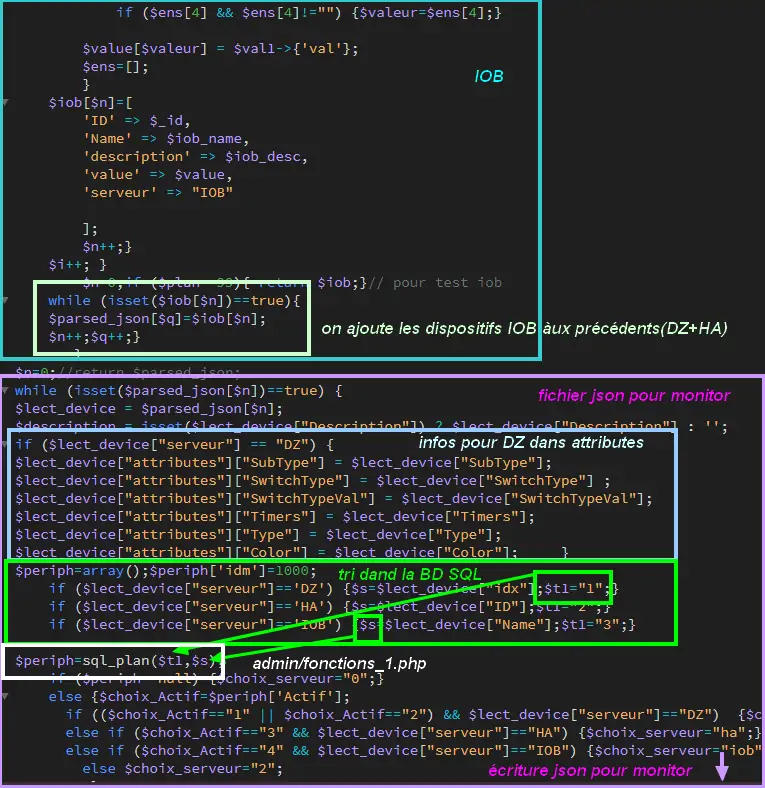 if ($ens[4] && $ens[4]!="") {$valeur=$ens[4];}
$value[$valeur] = $val1->{'val'};
$ens=[];
}
IOB
$iob[$n]=[
'ID' => $_id,
'Name' => $iob_name,
'description' => $iob_desc,
'value' => $value,
'serveur' => "IOB"
];
$n++;}
$i++; }
$n=0;if ($plan==99){ return $iob;}// pour test iob
while (isset($iob[$n])==true){
$parsed_json[$q]=$iob[$n];
$n++;$q++;}
on ajoute les dispositifs IOB àux précédents(DZ+HA)
}
$n=0;//return $parsed_json;
while (isset($parsed_json[$n])==true) {
fichier json pour monitor
$lect_device = $parsed_json[$n];
$description = isset($lect_device["Description"]) ? $lect_device["Description"] : '';
if ($lect_device["serveur"] == "DZ") {
infos pour DZ dans attributes
$lect_device["attributes"]["SubType"] = $lect_device["SubType"];
$lect_device["attributes"]["SwitchType"] = $lect_device["SwitchType"] ;
$lect_device["attributes"]["SwitchTypeVal"] = $lect_device["SwitchTypeVal"];
$lect_device["attributes"]["Timers"] = $lect_device["Timers"];
$lect_device["attributes"]["Type"] = $lect_device["Type"];
$lect_device["attributes"]["Color"] = $lect_device["Color"]; }
$periph=array();$periph['idm']=1000;
tri dand la BD SQL
if ($lect_device["serveur"]=='DZ') {$s=$lect_device["idx"];$t1="1";}
if ($lect_device["serveur"]=='HA') {$s=$lect_device["ID"];$t1="2";}
if ($lect_device["serveur"]=='IOB') {$s=$lect_device["Name"];$t1="3";}
$periph=sql_plan($t1,$s);
admin/fonctions_1.php
if ($periph==null) {$choix_serveur="0";}
else {$choix_Actif=$periph['Actif'];
if (($choix_Actif=="1" || $choix_Actif=="2") && $lect_device["serveur"]=="DZ") {$c
else if ($choix_Actif=="3" && $lect_device["serveur"]=="HA") {$choix_serveur="ha";}
else if ($choix_Actif=="4" && $lect_device["serveur"]=="IOB") {$choix_serveur="iob"
else $choix_serveur="2";
écriture json pour monitor